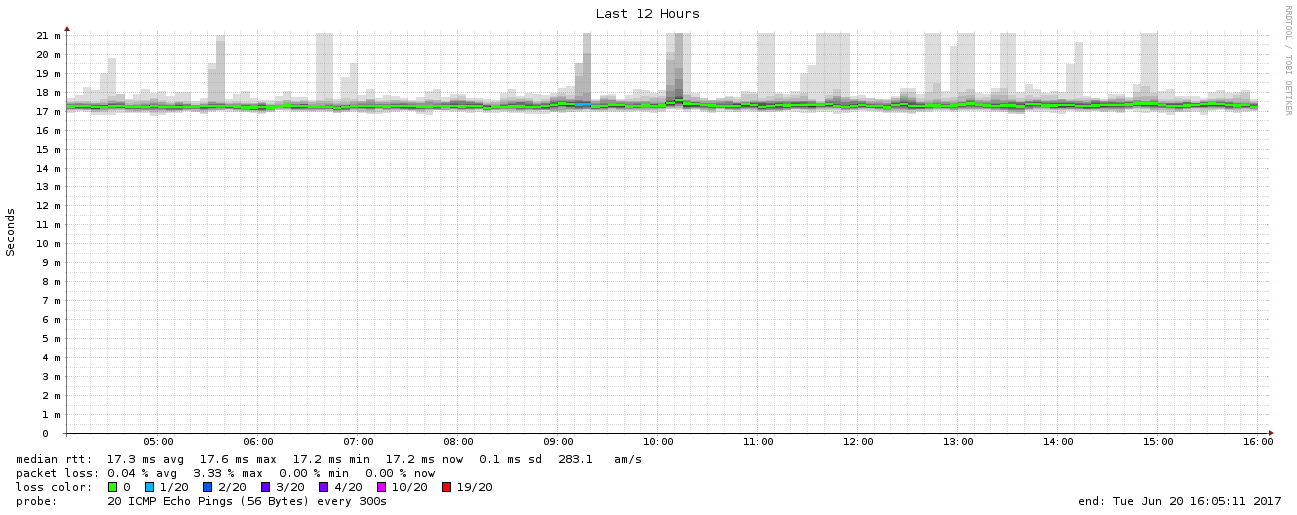 Last 12 Hours
RRDTOOL / TOBI OETIKER
Seconds
21 m
20 m
19 m
18 m
17 m
16 m
15 m
14 m
13 m
12 m
11 m
10 m
9 m
8 m
7 m
6 m
5 m
4 m
3 m
2 m
1 m
0
05:00 06:00 07:00 08:00 09:00 10:00 11:00 12:00 13:00 14:00 15:00 16:00
median rtt: 17.3 ms avg 17.6 ms max 17.2 ms min 17.2 ms now 0.1 ms sd 283.1 am/s
packet loss: 0.04 % avg 3.33 % max 0.00 % min 0.00 % now
loss color: 0 1/20 2/20 3/20 4/20 10/20 19/20
probe: 20 ICMP Echo Pings (56 Bytes) every 300s end: Tue Jun 20 16:05:11 2017